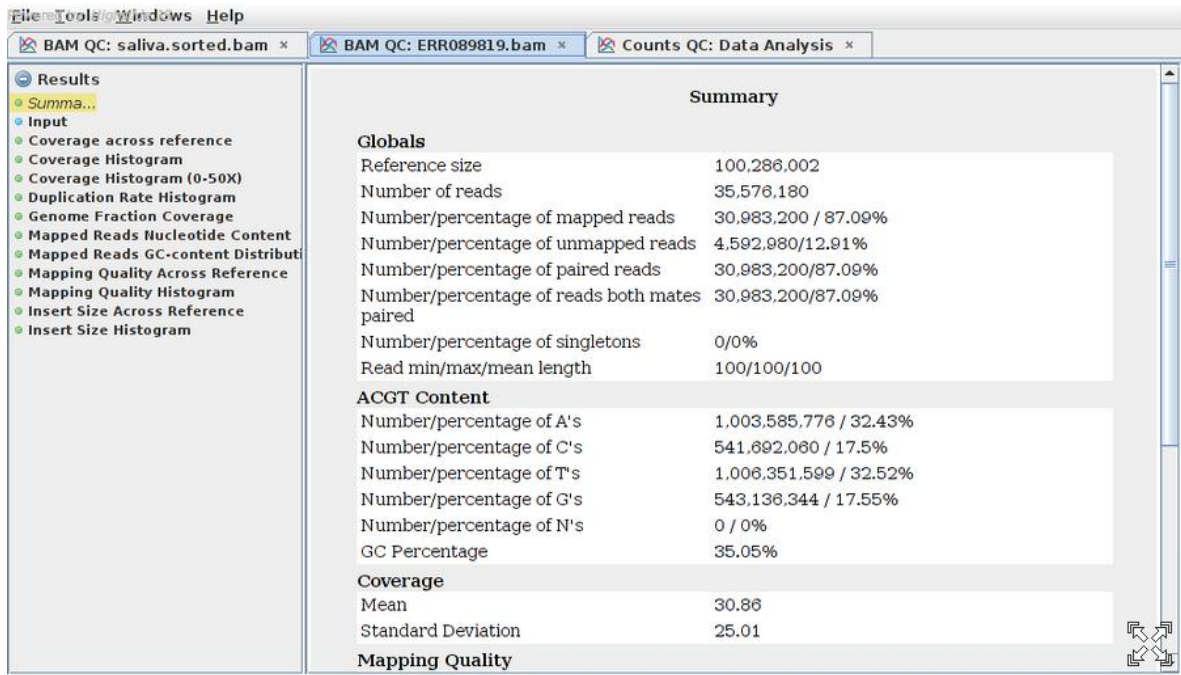 File Tools Windows Help
BAM QC: saliva.sorted.bam × BAM QC: ERR089819.bam × Counts QC: Data Analysis ×
Results
Summa...
Input
Coverage across reference
Coverage Histogram
Coverage Histogram (0-50X)
Duplication Rate Histogram
Genome Fraction Coverage
Mapped Reads Nucleotide Content
Mapped Reads GC-content Distributi
Mapping Quality Across Reference
Mapping Quality Histogram
Insert Size Across Reference
Insert Size Histogram
Summary
Globals
Reference size 100,286,002
Number of reads 35,576,180
Number/percentage of mapped reads 30,983,200 / 87.09%
Number/percentage of unmapped reads 4,592,980/12.91%
Number/percentage of paired reads 30,983,200/87.09%
Number/percentage of reads both mates 30,983,200/87.09%
paired
Number/percentage of singletons 0/0%
Read min/max/mean length 100/100/100
ACGT Content
Number/percentage of A's 1,003,585,776 / 32.43%
Number/percentage of C's 541,692,060 / 17.5%
Number/percentage of T's 1,006,351,599 / 32.52%
Number/percentage of G's 543,136,344 / 17.55%
Number/percentage of N's 0 / 0%
GC Percentage 35.05%
Coverage
Mean 30.86
Standard Deviation 25.01
Mapping Quality